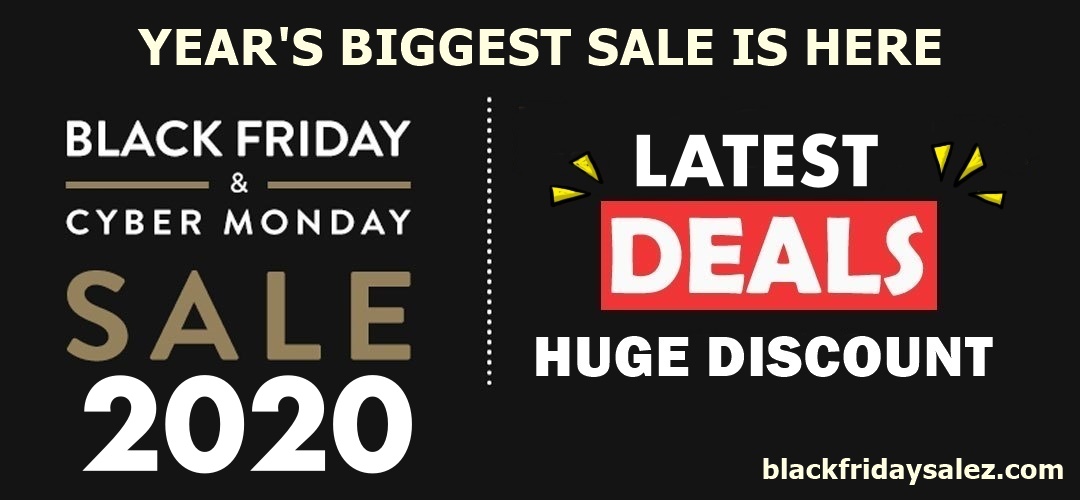 YEAR'S BIGGEST SALE IS HERE
BLACK FRIDAY
&
CYBER MONDAY
SALE
2020
LATEST
DEALS
HUGE DISCOUNT
blackfridaysalez.com